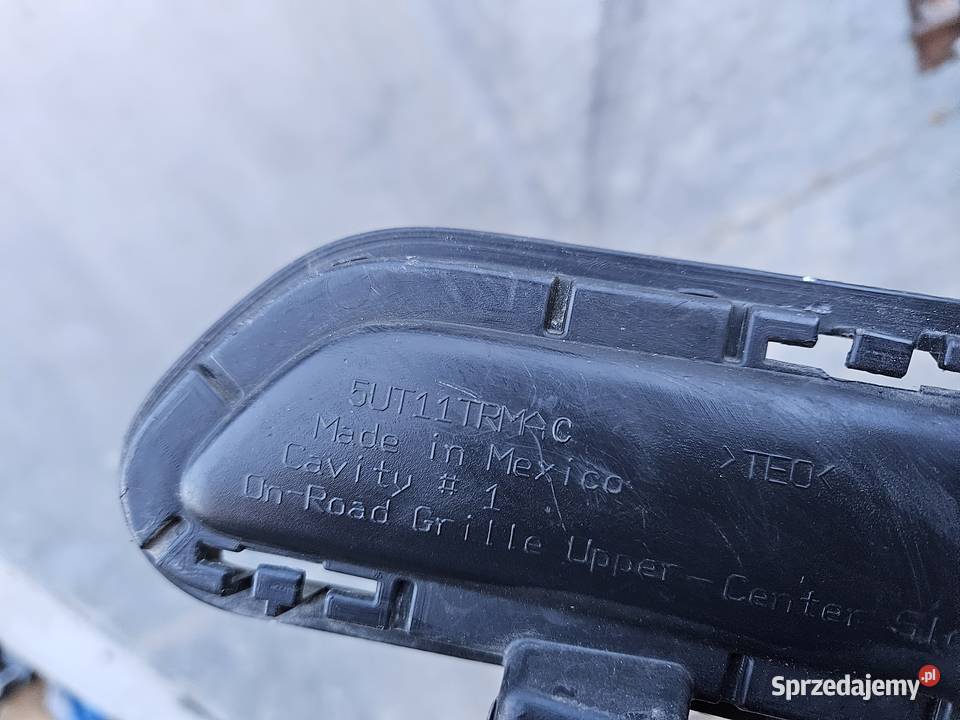 5UT11TRMAC
Made in Mexico
Cavity # 1
On-Road Grille Upper-Center
>TEO<
Sprzedajemy.pl